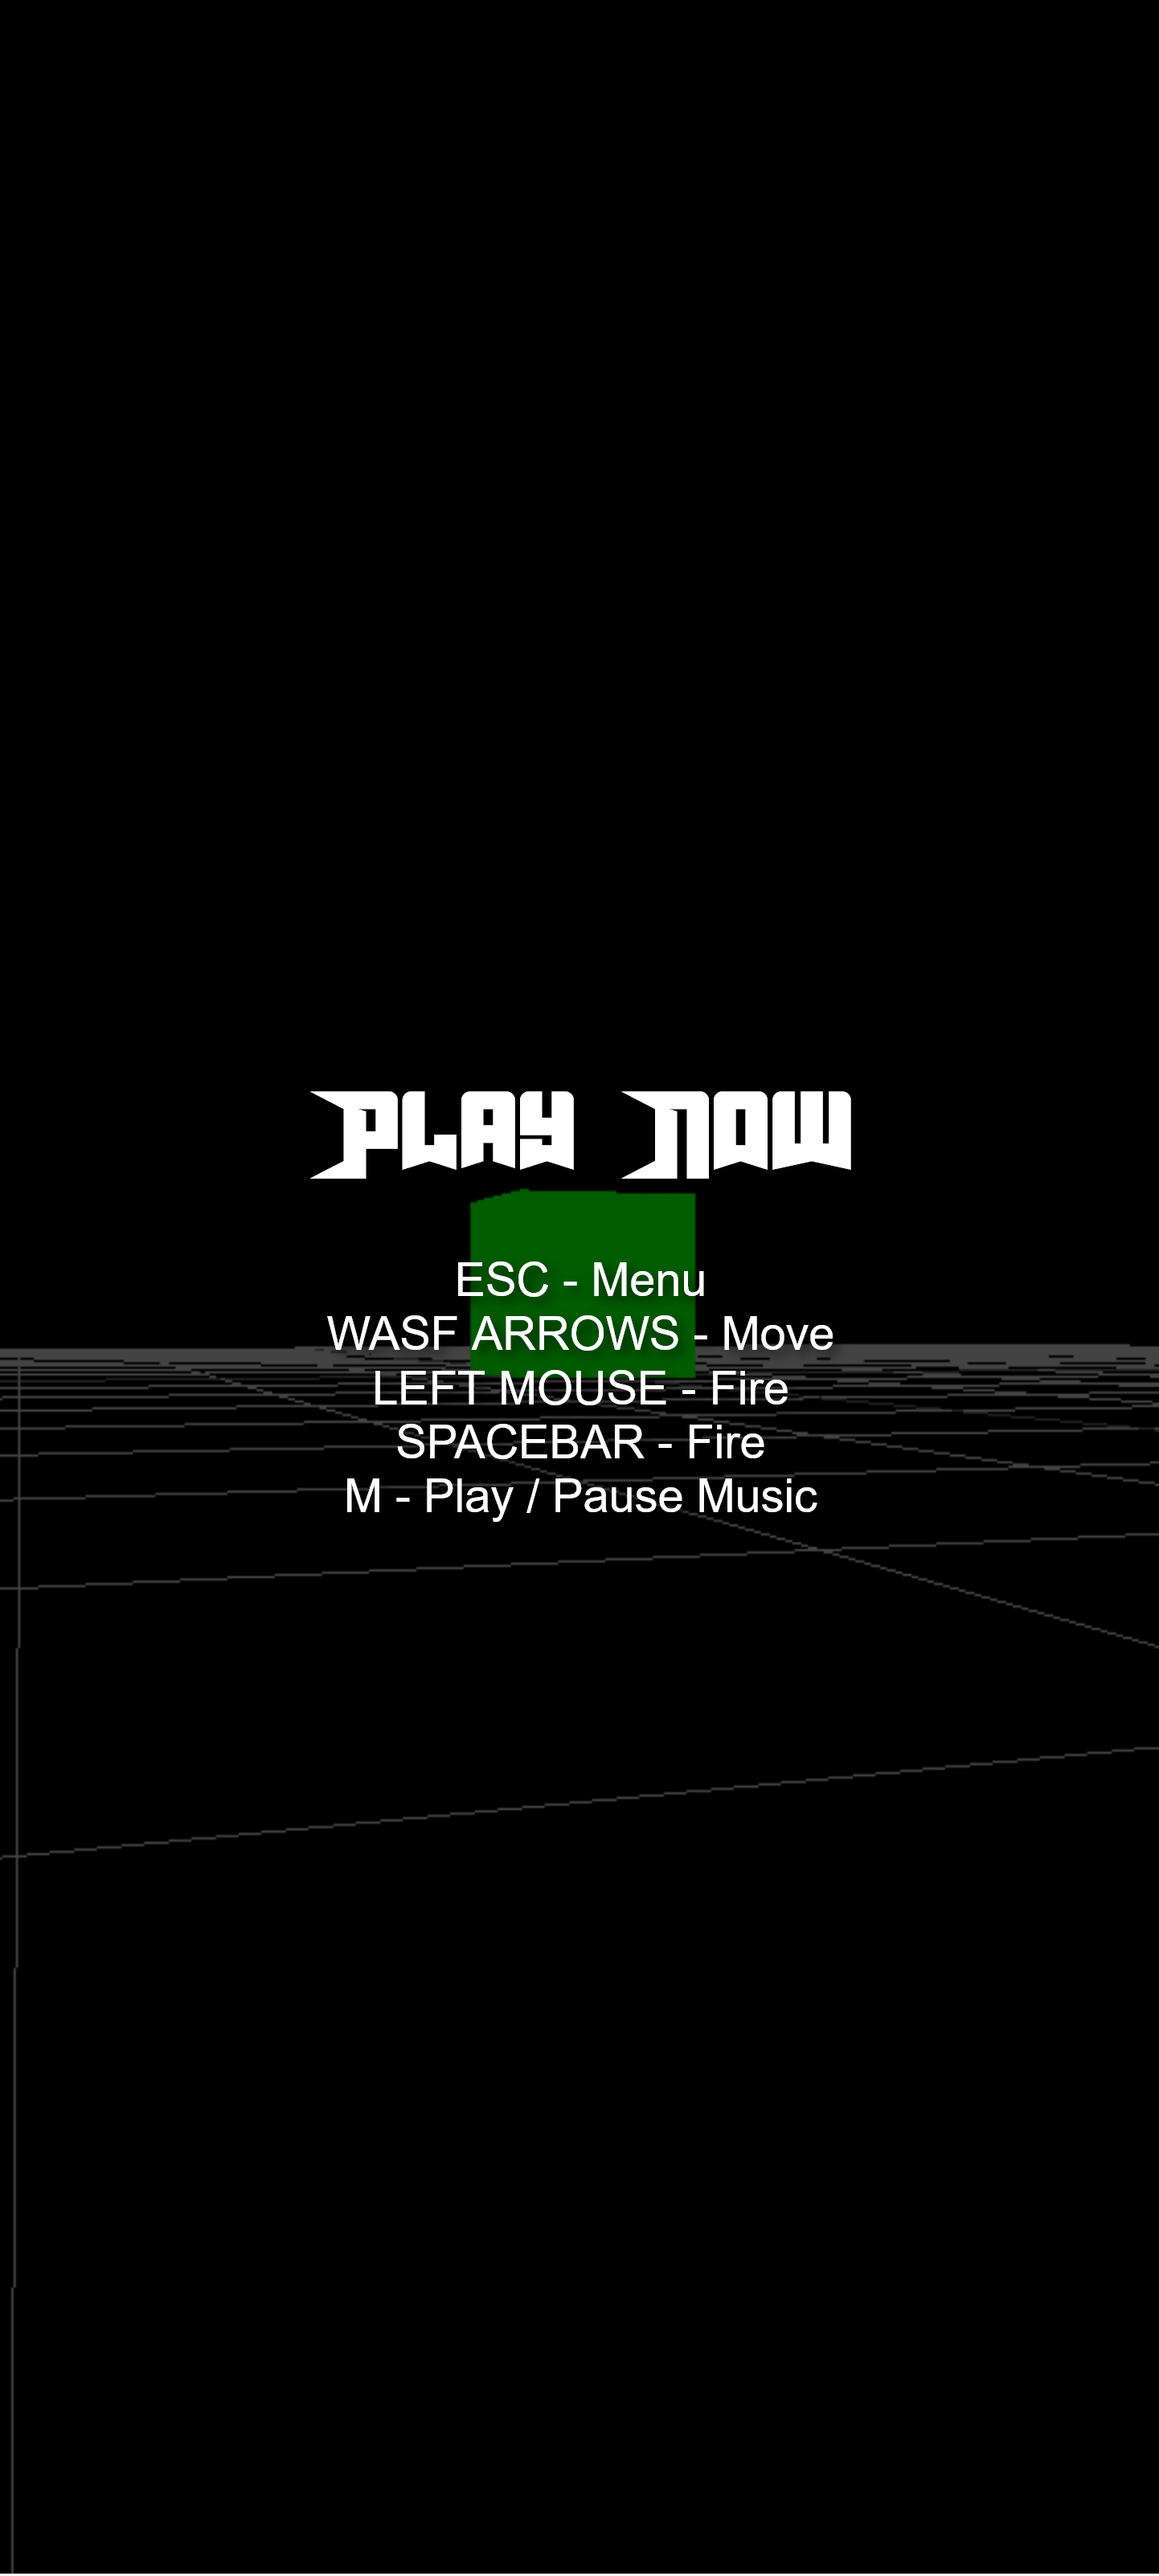 PLAY NOW
ESC - Menu
WASF ARROWS - Move
LEFT MOUSE - Fire
SPACEBAR - Fire
M - Play / Pause Music